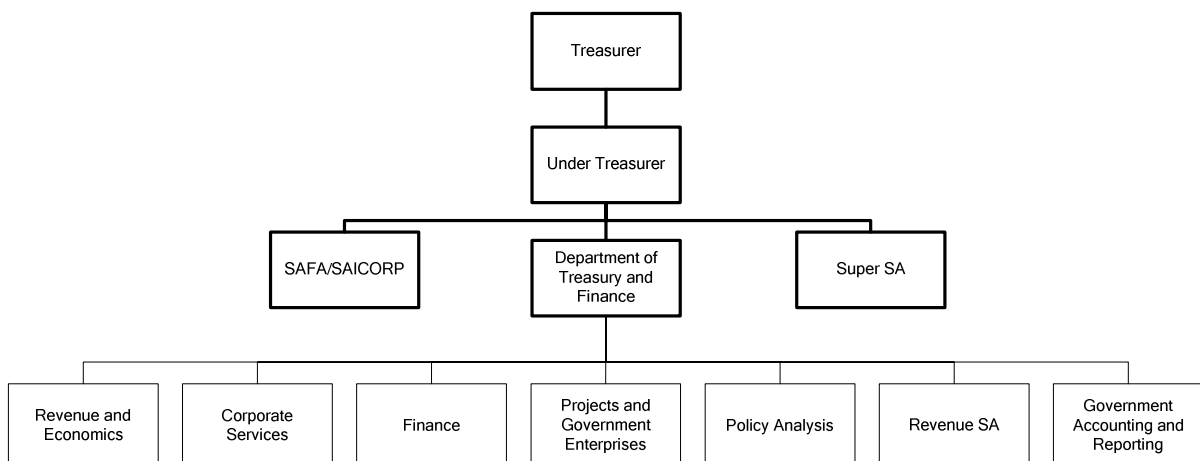 Treasurer
Under Treasurer
SAFA/SAICORP
Department of
Treasury and
Finance
Super SA
Revenue and
Economics
Corporate
Services
Finance
Projects and
Government
Enterprises
Policy Analysis
Revenue SA
Government
Accounting and
Reporting